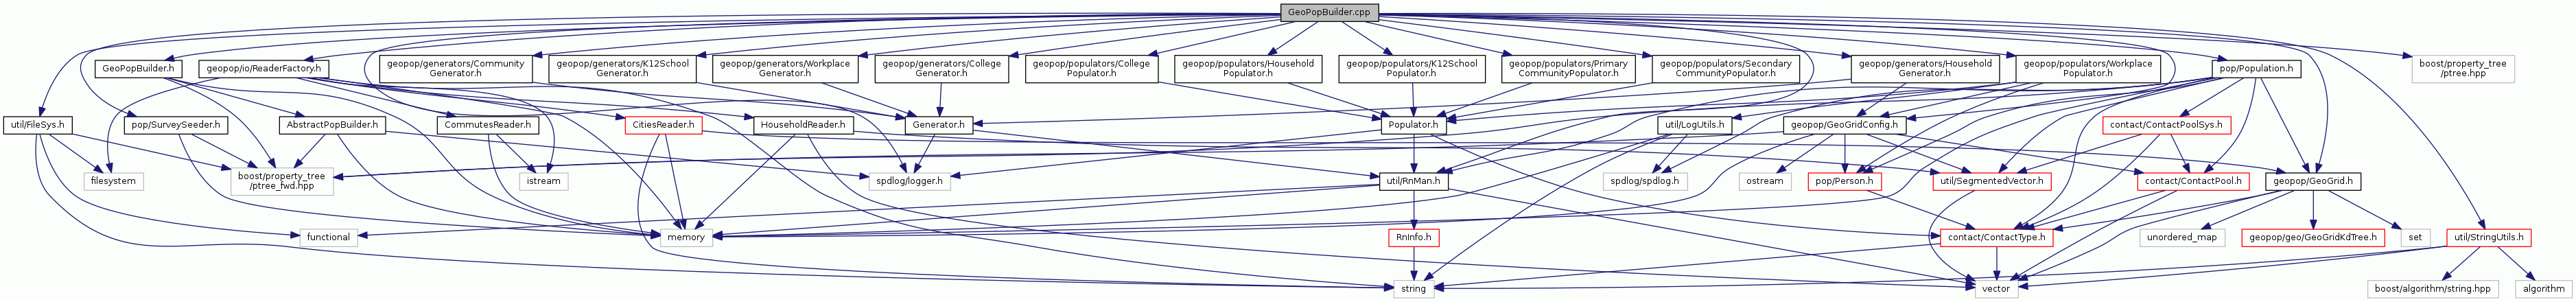 GeoPopBuilder.cpp
GeoPopBuilder.h
geopop/io/ReaderFactory.h
geopop/generators/Community
Generator.h
geopop/generators/K12School
Generator.h
geopop/generators/Workplace
Generator.h
geopop/generators/College
Generator.h
geopop/populators/College
Populator.h
geopop/populators/Household
Populator.h
geopop/populators/K12School
Populator.h
geopop/populators/Primary
CommunityPopulator.h
geopop/populators/Secondary
CommunityPopulator.h
geopop/generators/Household
Generator.h
geopop/populators/Workplace
Populator.h
pop/Population.h
boost/property_tree
/ptree.hpp
util/FileSys.h
pop/SurveySeeder.h
AbstractPopBuilder.h
CommutesReader.h
CitiesReader.h
HouseholdReader.h
Generator.h
Populator.h
util/LogUtils.h
geopop/GeoGridConfig.h
contact/ContactPoolSys.h
filesystem
boost/property_tree
/ptree_fwd.hpp
istream
spdlog/logger.h
util/RnMan.h
spdlog/spdlog.h
ostream
pop/Person.h
util/SegmentedVector.h
contact/ContactPool.h
geopop/GeoGrid.h
functional
memory
RnInfo.h
contact/ContactType.h
unordered_map
geopop/geo/GeoGridKdTree.h
set
util/StringUtils.h
string
vector
boost/algorithm/string.hpp
algorithm